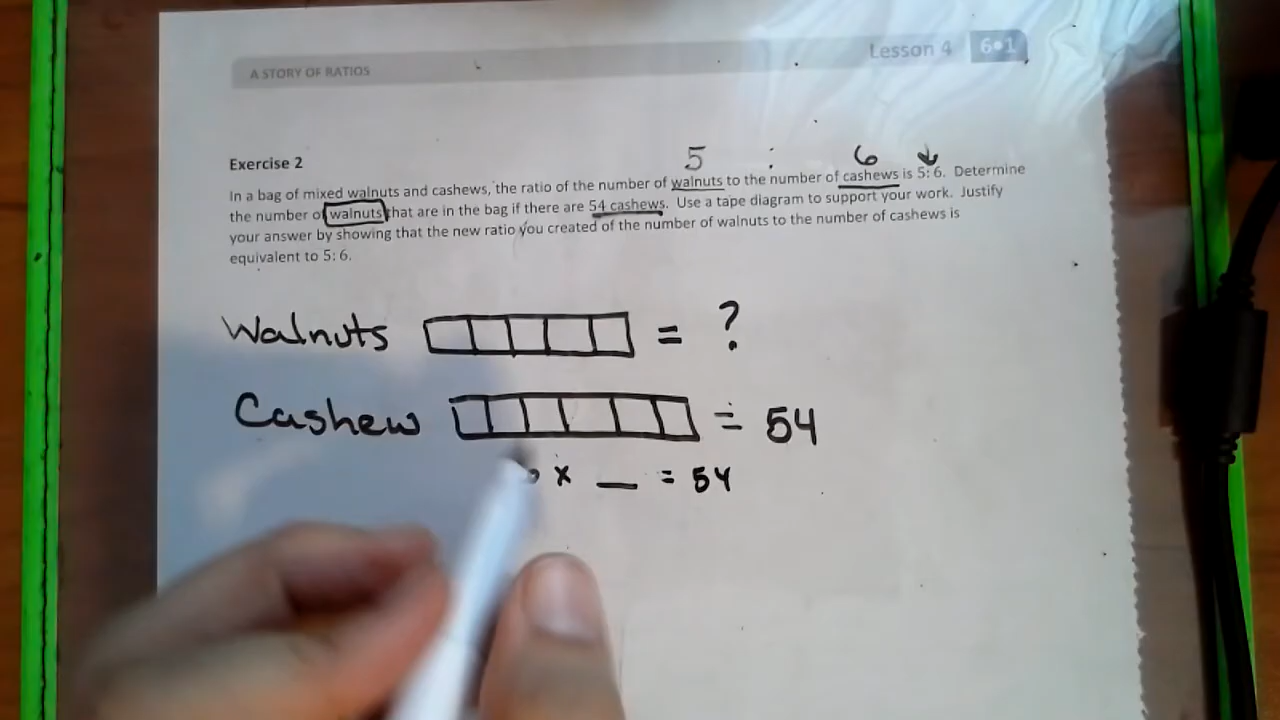 A STORY OF RATIOS
Lesson 4 6•1
Exercise 2
5 : 6 ↓
In a bag of mixed walnuts and cashews, the ratio of the number of walnuts to the number of cashews is 5:6. Determine
the number of walnuts that are in the bag if there are 54 cashews. Use a tape diagram to support your work. Justify
your answer by showing that the new ratio you created of the number of walnuts to the number of cashews is
equivalent to 5:6.
Walnuts = ?
Cashew = 54
x __ = 54